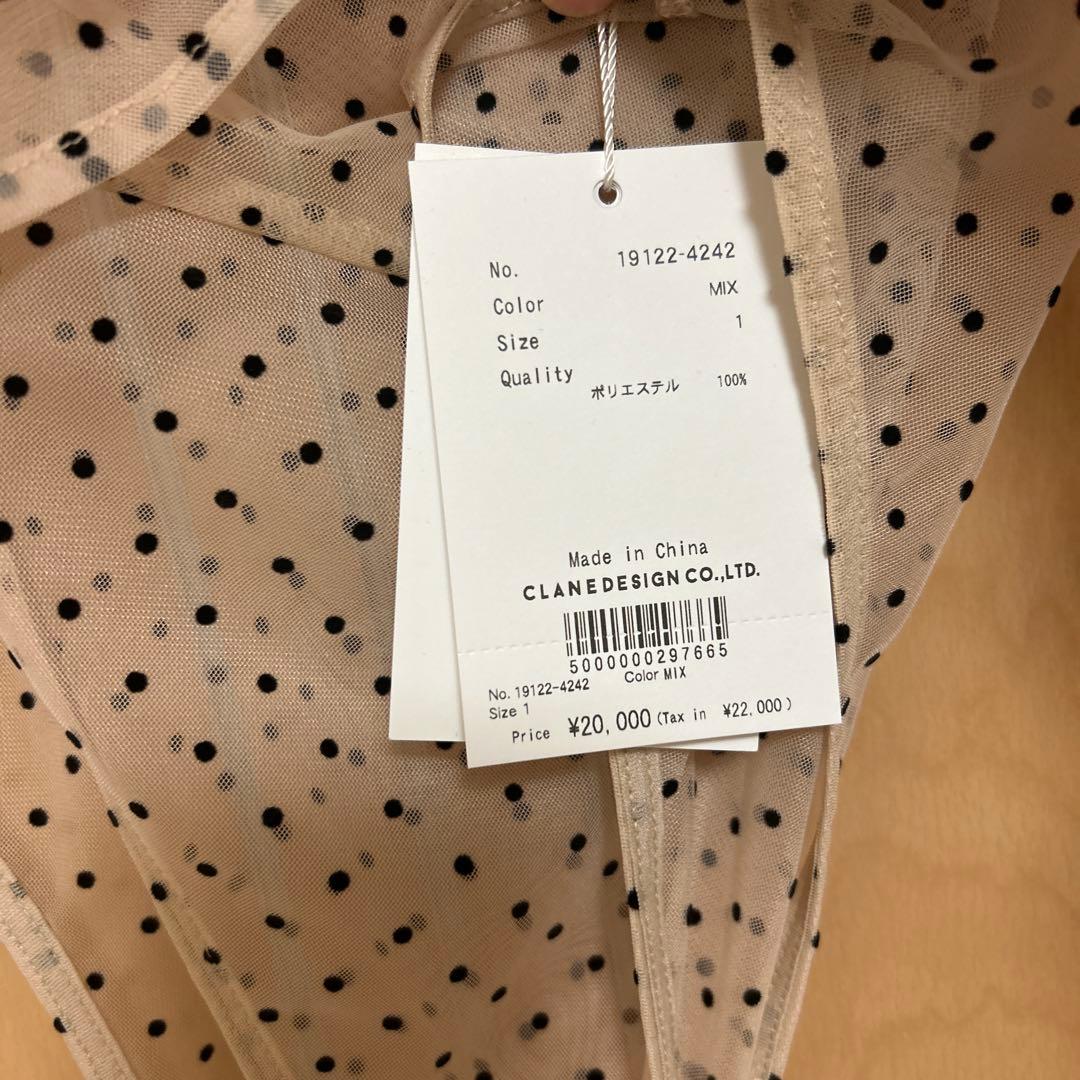 No. 19122-4242
Color MIX
Size 1
Quality ポリエステル 100%
Made in China
CLANEDESIGN CO.,LTD.
5000000297665
No. 19122-4242 Color MIX
Size 1
Price ¥20,000 (Tax in ¥22,000)